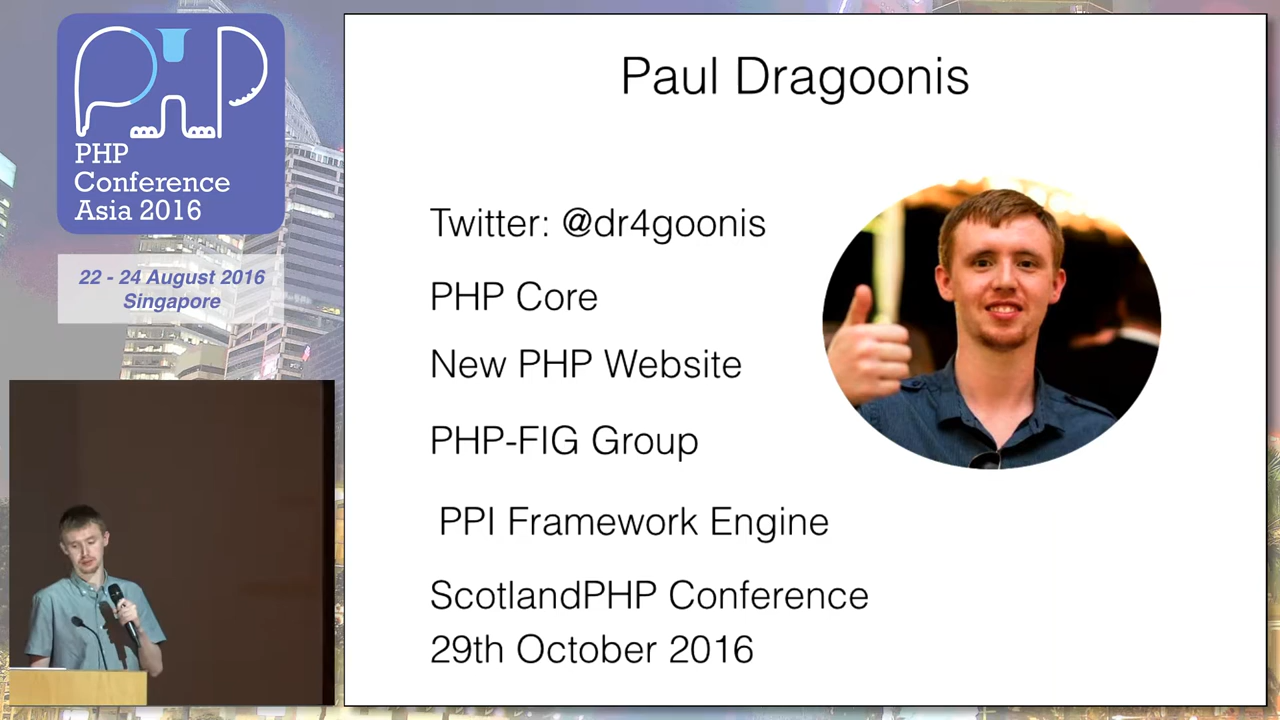 PHP
Conference
Asia 2016
22 - 24 August 2016
Singapore
Paul Dragoonis
Twitter: @dr4goonis
PHP Core
New PHP Website
PHP-FIG Group
PPI Framework Engine
ScotlandPHP Conference
29th October 2016